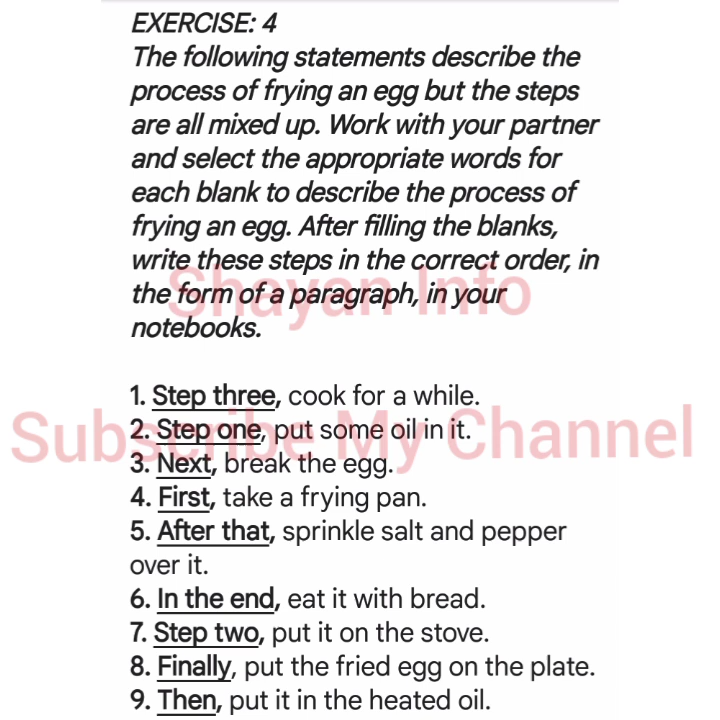 EXERCISE: 4
The following statements describe the
process of frying an egg but the steps
are all mixed up. Work with your partner
and select the appropriate words for
each blank to describe the process of
frying an egg. After filling the blanks,
write these steps in the correct order, in
the form of a paragraph, in your
notebooks.
Shayan Info
1. Step three, cook for a while.
2. Step one, put some oil in it.
Subscribe My Channel
3. Next, break the egg.
4. First, take a frying pan.
5. After that, sprinkle salt and pepper
over it.
6. In the end, eat it with bread.
7. Step two, put it on the stove.
8. Finally, put the fried egg on the plate.
9. Then, put it in the heated oil.